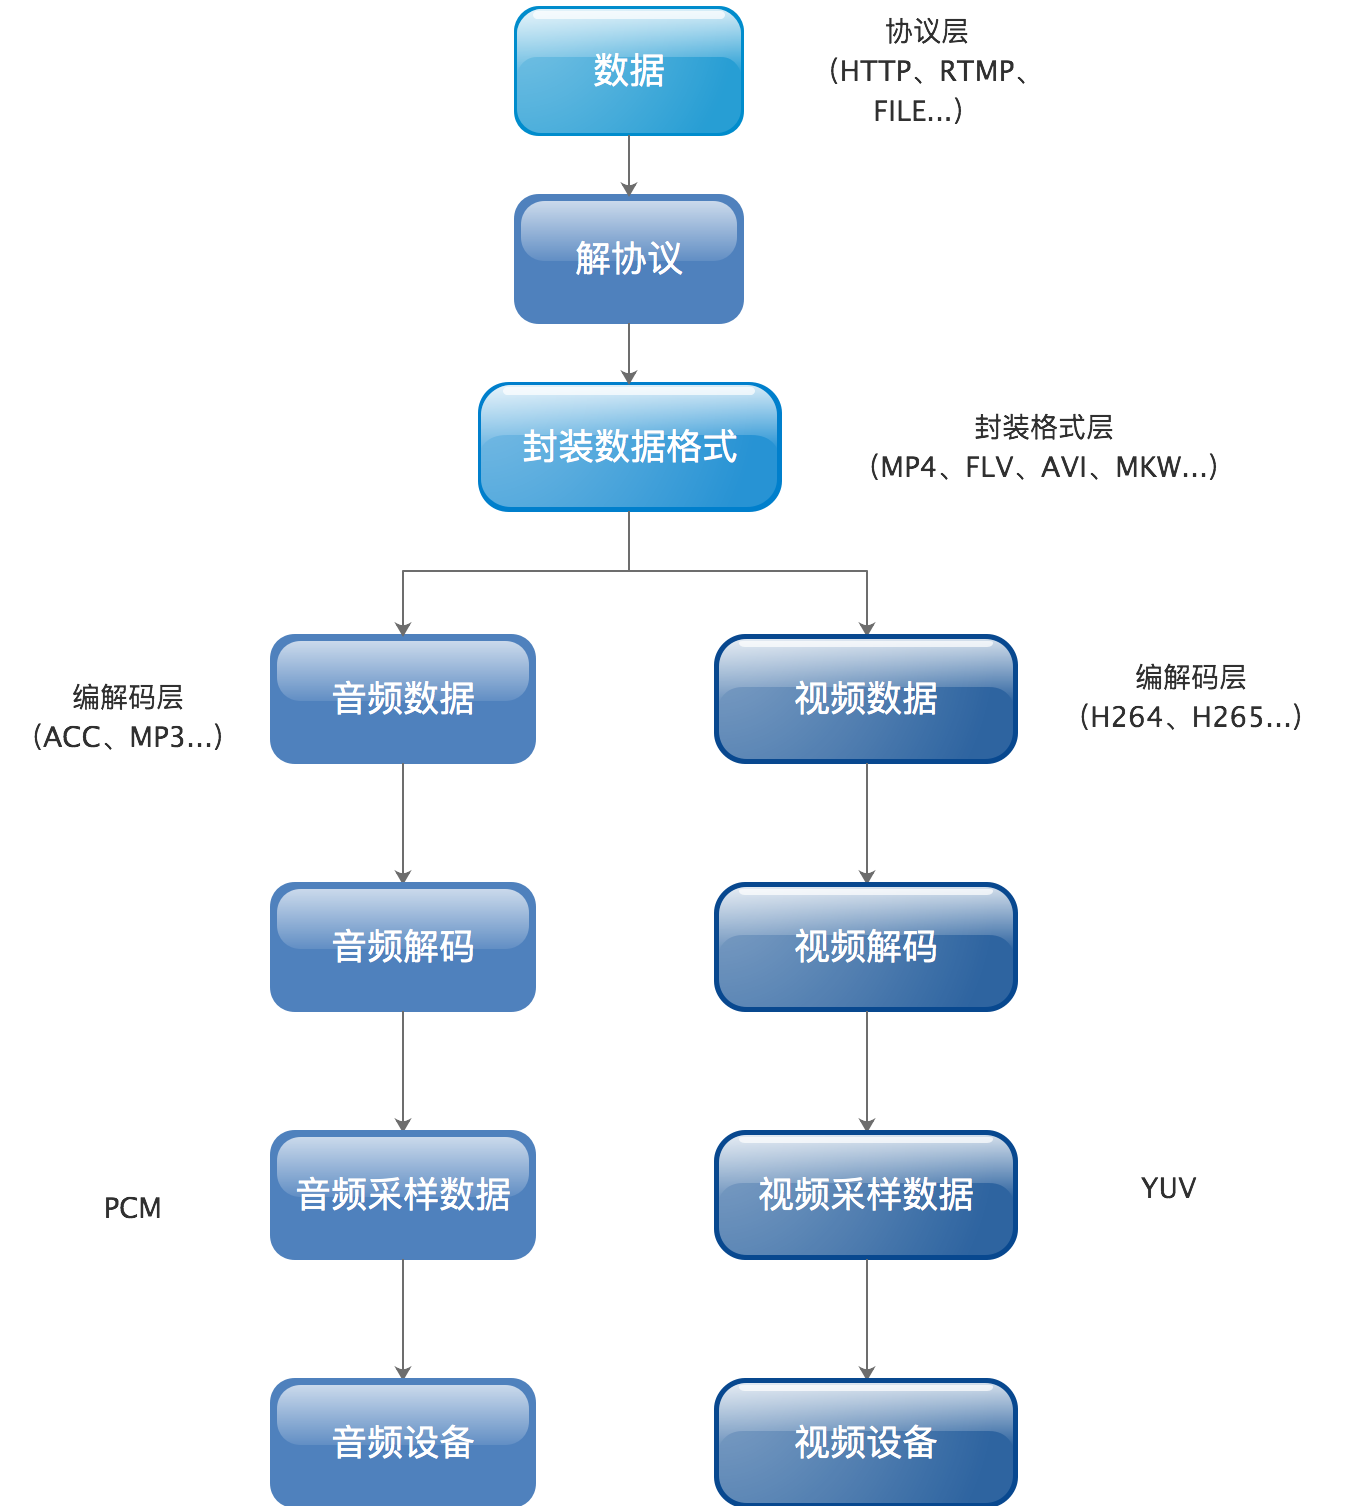 数据
协议层
（HTTP、RTMP、
FILE...）
解协议
封装数据格式
封装格式层
（MP4、FLV、AVI、MKW...）
编解码层
（ACC、MP3...）
音频数据
视频数据
编解码层
（H264、H265...）
音频解码
视频解码
PCM
音频采样数据
视频采样数据
YUV
音频设备
视频设备